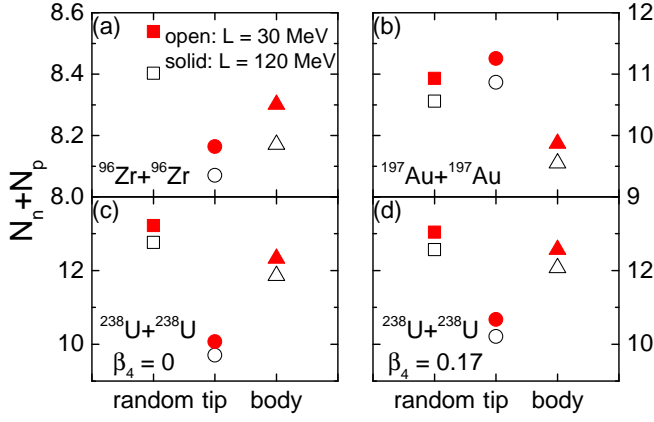 (a)
open: L = 30 MeV
solid: L = 120 MeV
⁹⁶Zr+⁹⁶Zr
8.6
8.4
8.2
8.0
(b)
¹⁹⁷Au+¹⁹⁷Au
12
11
10
9
Nₙ+Nₚ
(c)
²³⁸U+²³⁸U
β₄ = 0
12
10
(d)
²³⁸U+²³⁸U
β₄ = 0.17
12
10
random tip body
random tip body